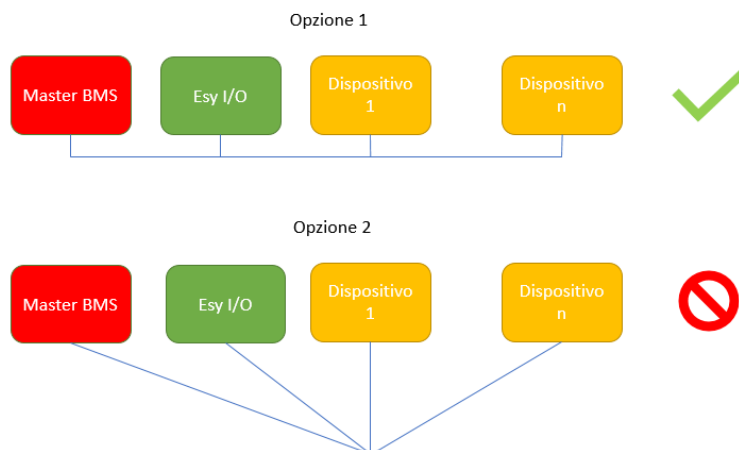 Opzione 1
Master BMS
Esy I/O
Dispositivo
1
Dispositivo
n
Opzione 2
Master BMS
Esy I/O
Dispositivo
1
Dispositivo
n